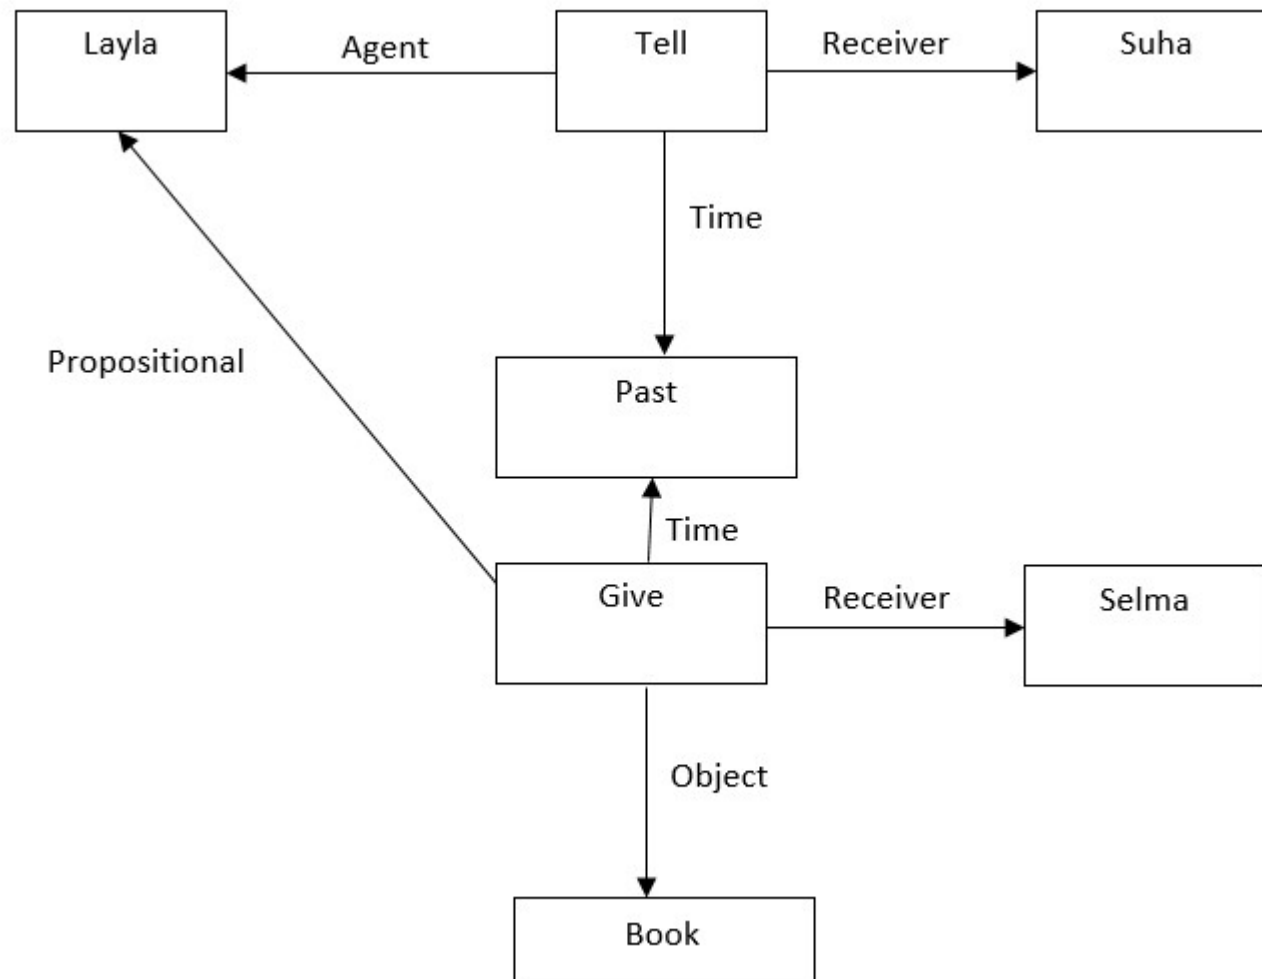 Layla
Agent
Tell
Receiver
Suha
Time
Propositional
Past
Time
Give
Receiver
Selma
Object
Book